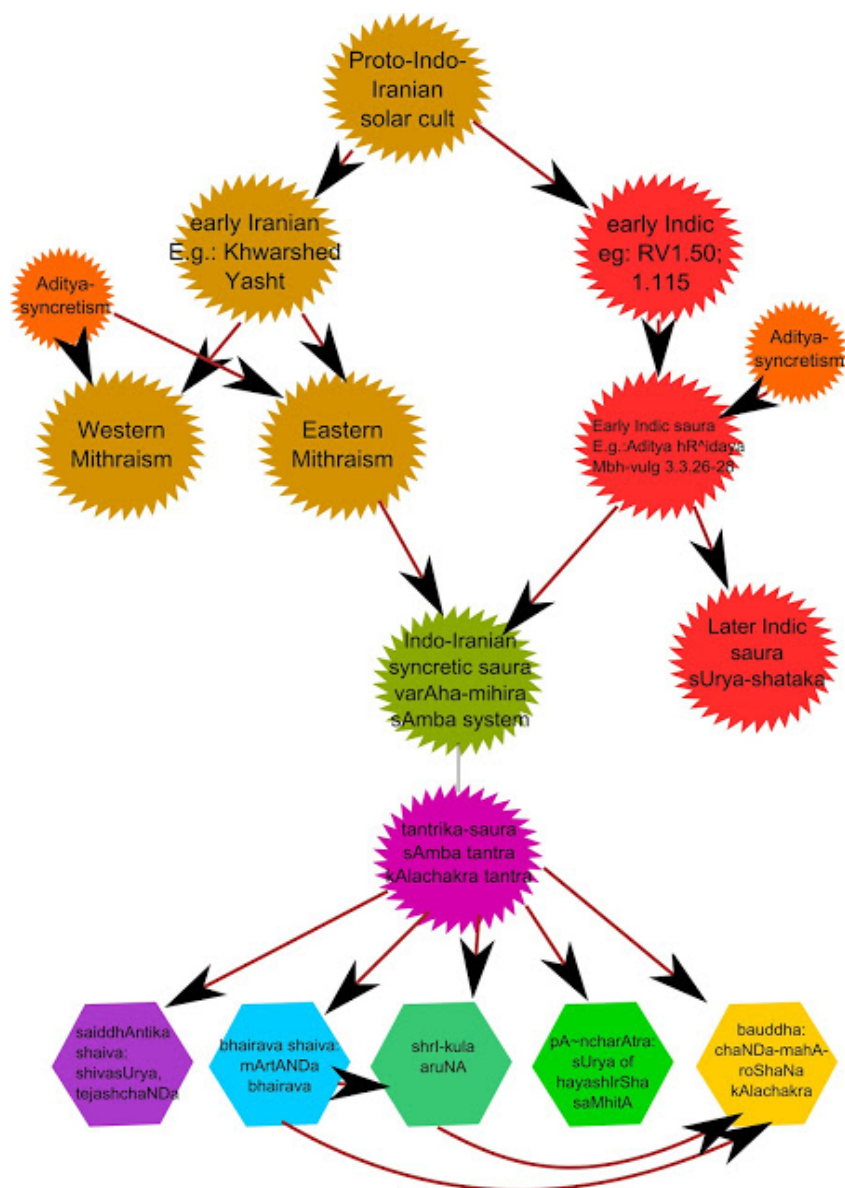 Proto-Indo-
Iranian
solar cult
early Iranian
E.g.: Khwarshed
Yasht
early Indic
eg: RV1.50;
1.115
Aditya-
syncretism
Aditya-
syncretism
Western
Mithraism
Eastern
Mithraism
Early Indic saura
E.g.:Aditya hR^idaya
Mbh-vulg 3.3.26-28
Indo-Iranian
syncretic saura
varAha-mihira
sAmba system
Later Indic
saura
sUrya-shataka
tantrika-saura
sAmba tantra
kAlachakra tantra
saiddhAntika
shaiva:
shivasUrya,
tejashchaNDa
bhairava shaiva:
mArtANDa
bhairava
shrI-kula
aruNA
pA~ncharAtra:
sUrya of
hayashIrSha
saMhitA
bauddha:
chaNDa-mahA-
roShaNa
kAlachakra